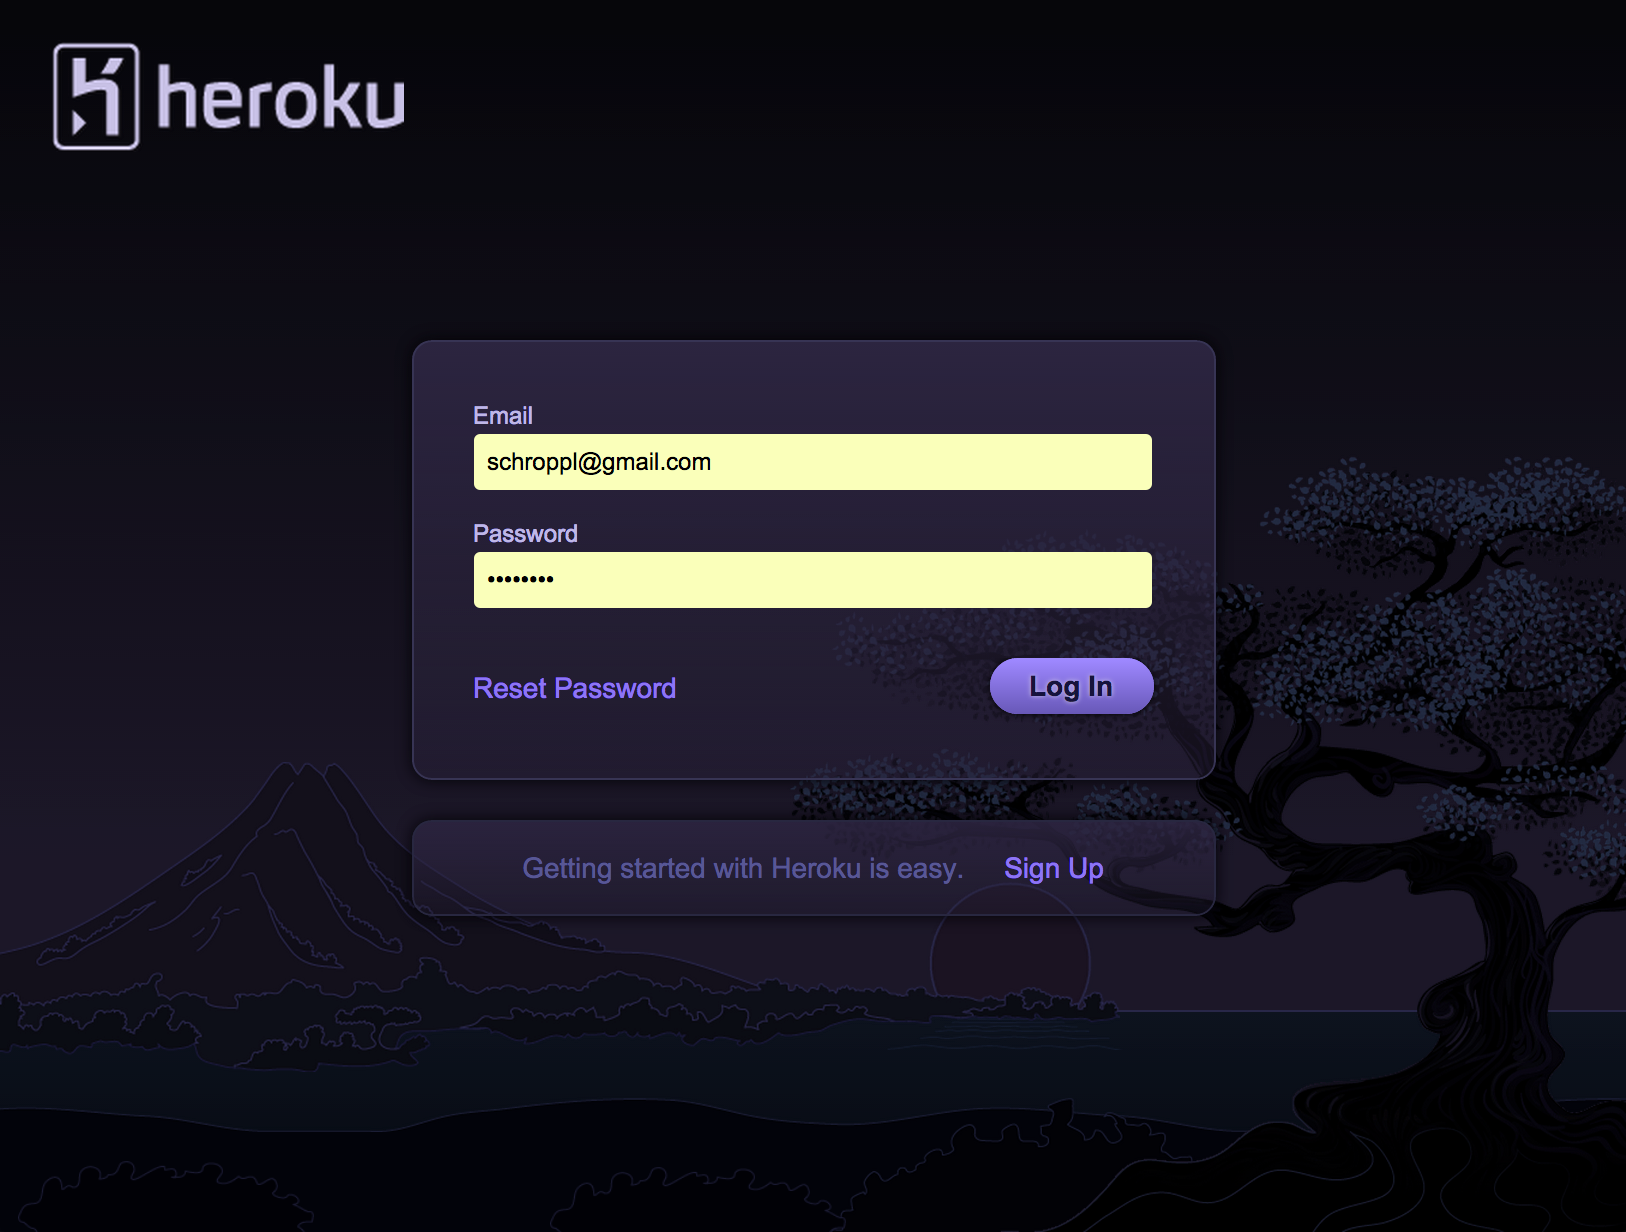 heroku
Email
schroppl@gmail.com
Password
••••••••
Reset Password
Log In
Getting started with Heroku is easy. Sign Up